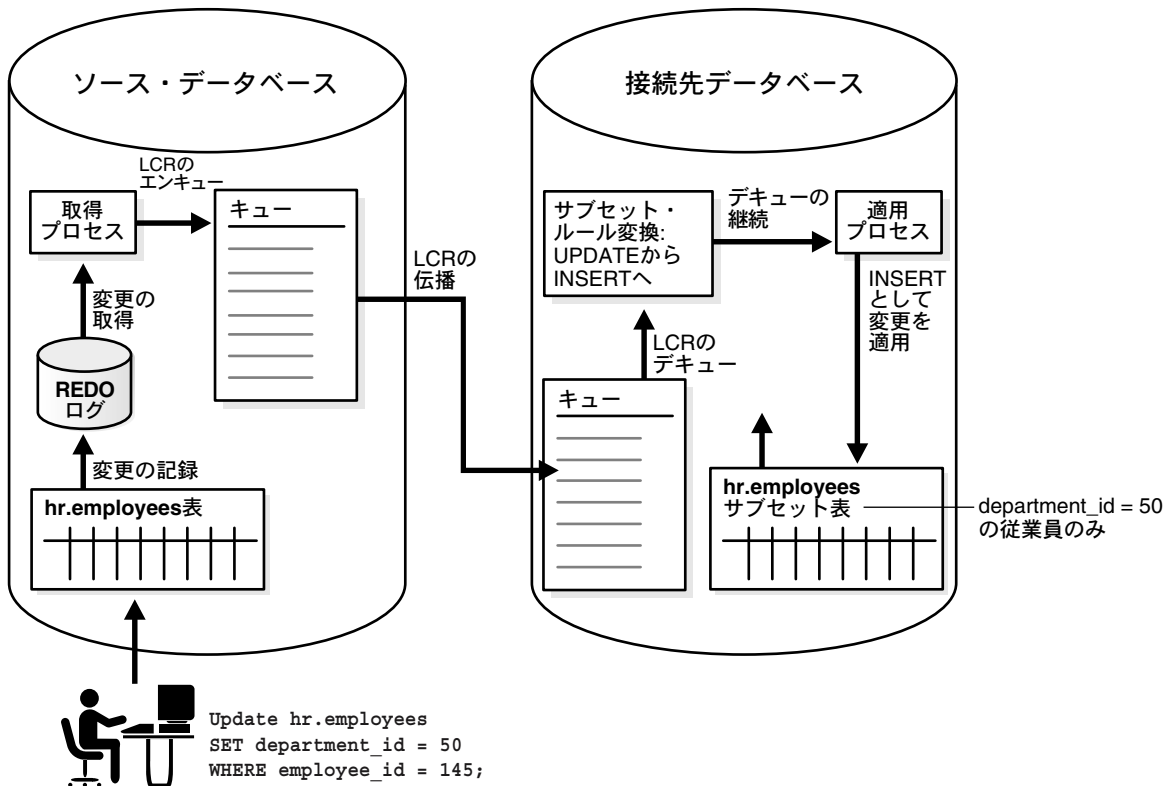 ソース・データベース
LCRの
エンキュー
取得
プロセス
キュー
変更の
取得
REDO
ログ
変更の記録
hr.employees表
Update hr.employees
SET department_id = 50
WHERE employee_id = 145;
LCRの
伝播
接続先データベース
サブセット・
ルール変換:
UPDATEから
INSERTへ
デキューの
継続
適用
プロセス
LCRの
デキュー
INSERT
として
変更を
適用
キュー
hr.employees
サブセット表
department_id = 50
の従業員のみ